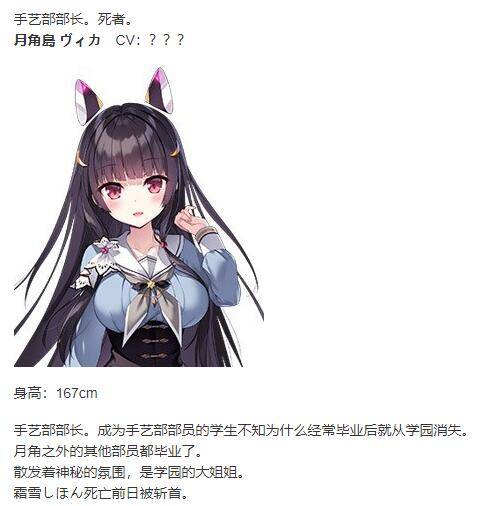 手艺部部长。死者。
月角島 ヴィカ　CV：？？？
身高：167cm
手艺部部长。成为手艺部部员的学生不知为什么经常毕业后就从学园消失。
月角之外的其他部员都毕业了。
散发着神秘的氛围，是学园的大姐姐。
霜雪しほん死亡前日被斩首。